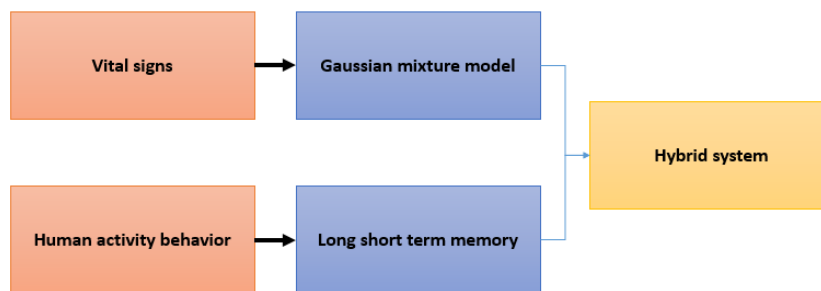 Vital signs
Gaussian mixture model
Hybrid system
Human activity behavior
Long short term memory